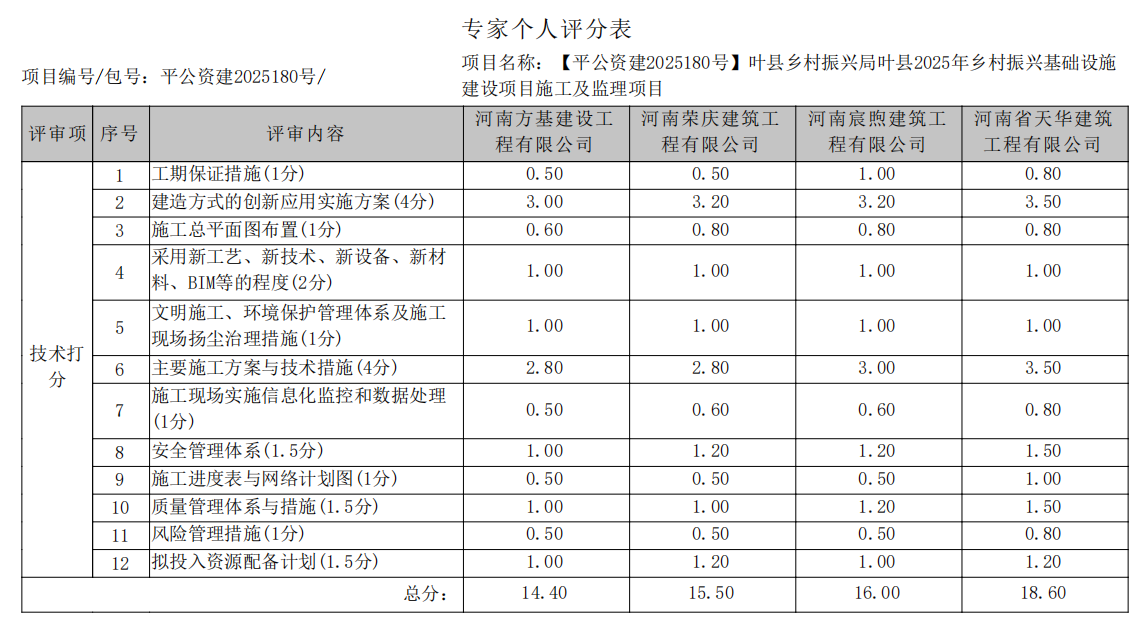 专家个人评分表
项目编号/包号：平公资建2025180号/
项目名称：【平公资建2025180号】叶县乡村振兴局叶县2025年乡村振兴基础设施
建设项目施工及监理项目
评审项 序号 评审内容 河南方基建设工程有限公司 河南荣庆建筑工程有限公司 河南宸煦建筑工程有限公司 河南省天华建筑工程有限公司
技术打分
1 工期保证措施(1分) 0.50 0.50 1.00 0.80
2 建造方式的创新应用实施方案(4分) 3.00 3.20 3.20 3.50
3 施工总平面图布置(1分) 0.60 0.80 0.80 0.80
4 采用新工艺、新技术、新设备、新材料、BIM等的程度(2分) 1.00 1.00 1.00 1.00
5 文明施工、环境保护管理体系及施工现场扬尘治理措施(1分) 1.00 1.00 1.00 1.00
6 主要施工方案与技术措施(4分) 2.80 2.80 3.00 3.50
7 施工现场实施信息化监控和数据处理(1分) 0.50 0.60 0.60 0.80
8 安全管理体系(1.5分) 1.00 1.20 1.20 1.50
9 施工进度表与网络计划图(1分) 0.50 0.50 0.50 1.00
10 质量管理体系与措施(1.5分) 1.00 1.00 1.20 1.50
11 风险管理措施(1分) 0.50 0.50 0.50 0.80
12 拟投入资源配备计划(1.5分) 1.00 1.20 1.00 1.20
总分： 14.40 15.50 16.00 18.60